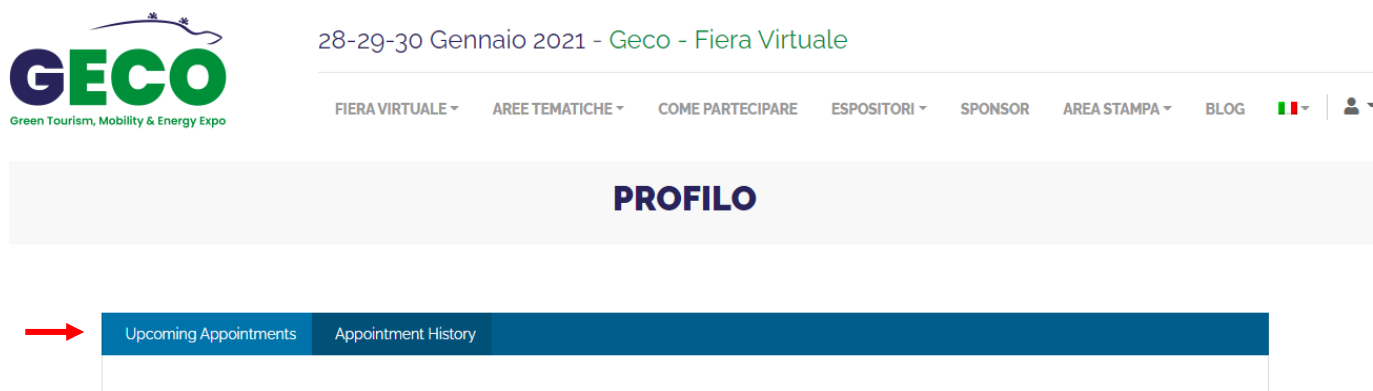 GECO
Green Tourism, Mobility & Energy Expo
28-29-30 Gennaio 2021 - Geco - Fiera Virtuale
FIERA VIRTUALE AREE TEMATICHE COME PARTECIPARE ESPOSITORI SPONSOR AREA STAMPA BLOG
PROFILO
Upcoming Appointments Appointment History